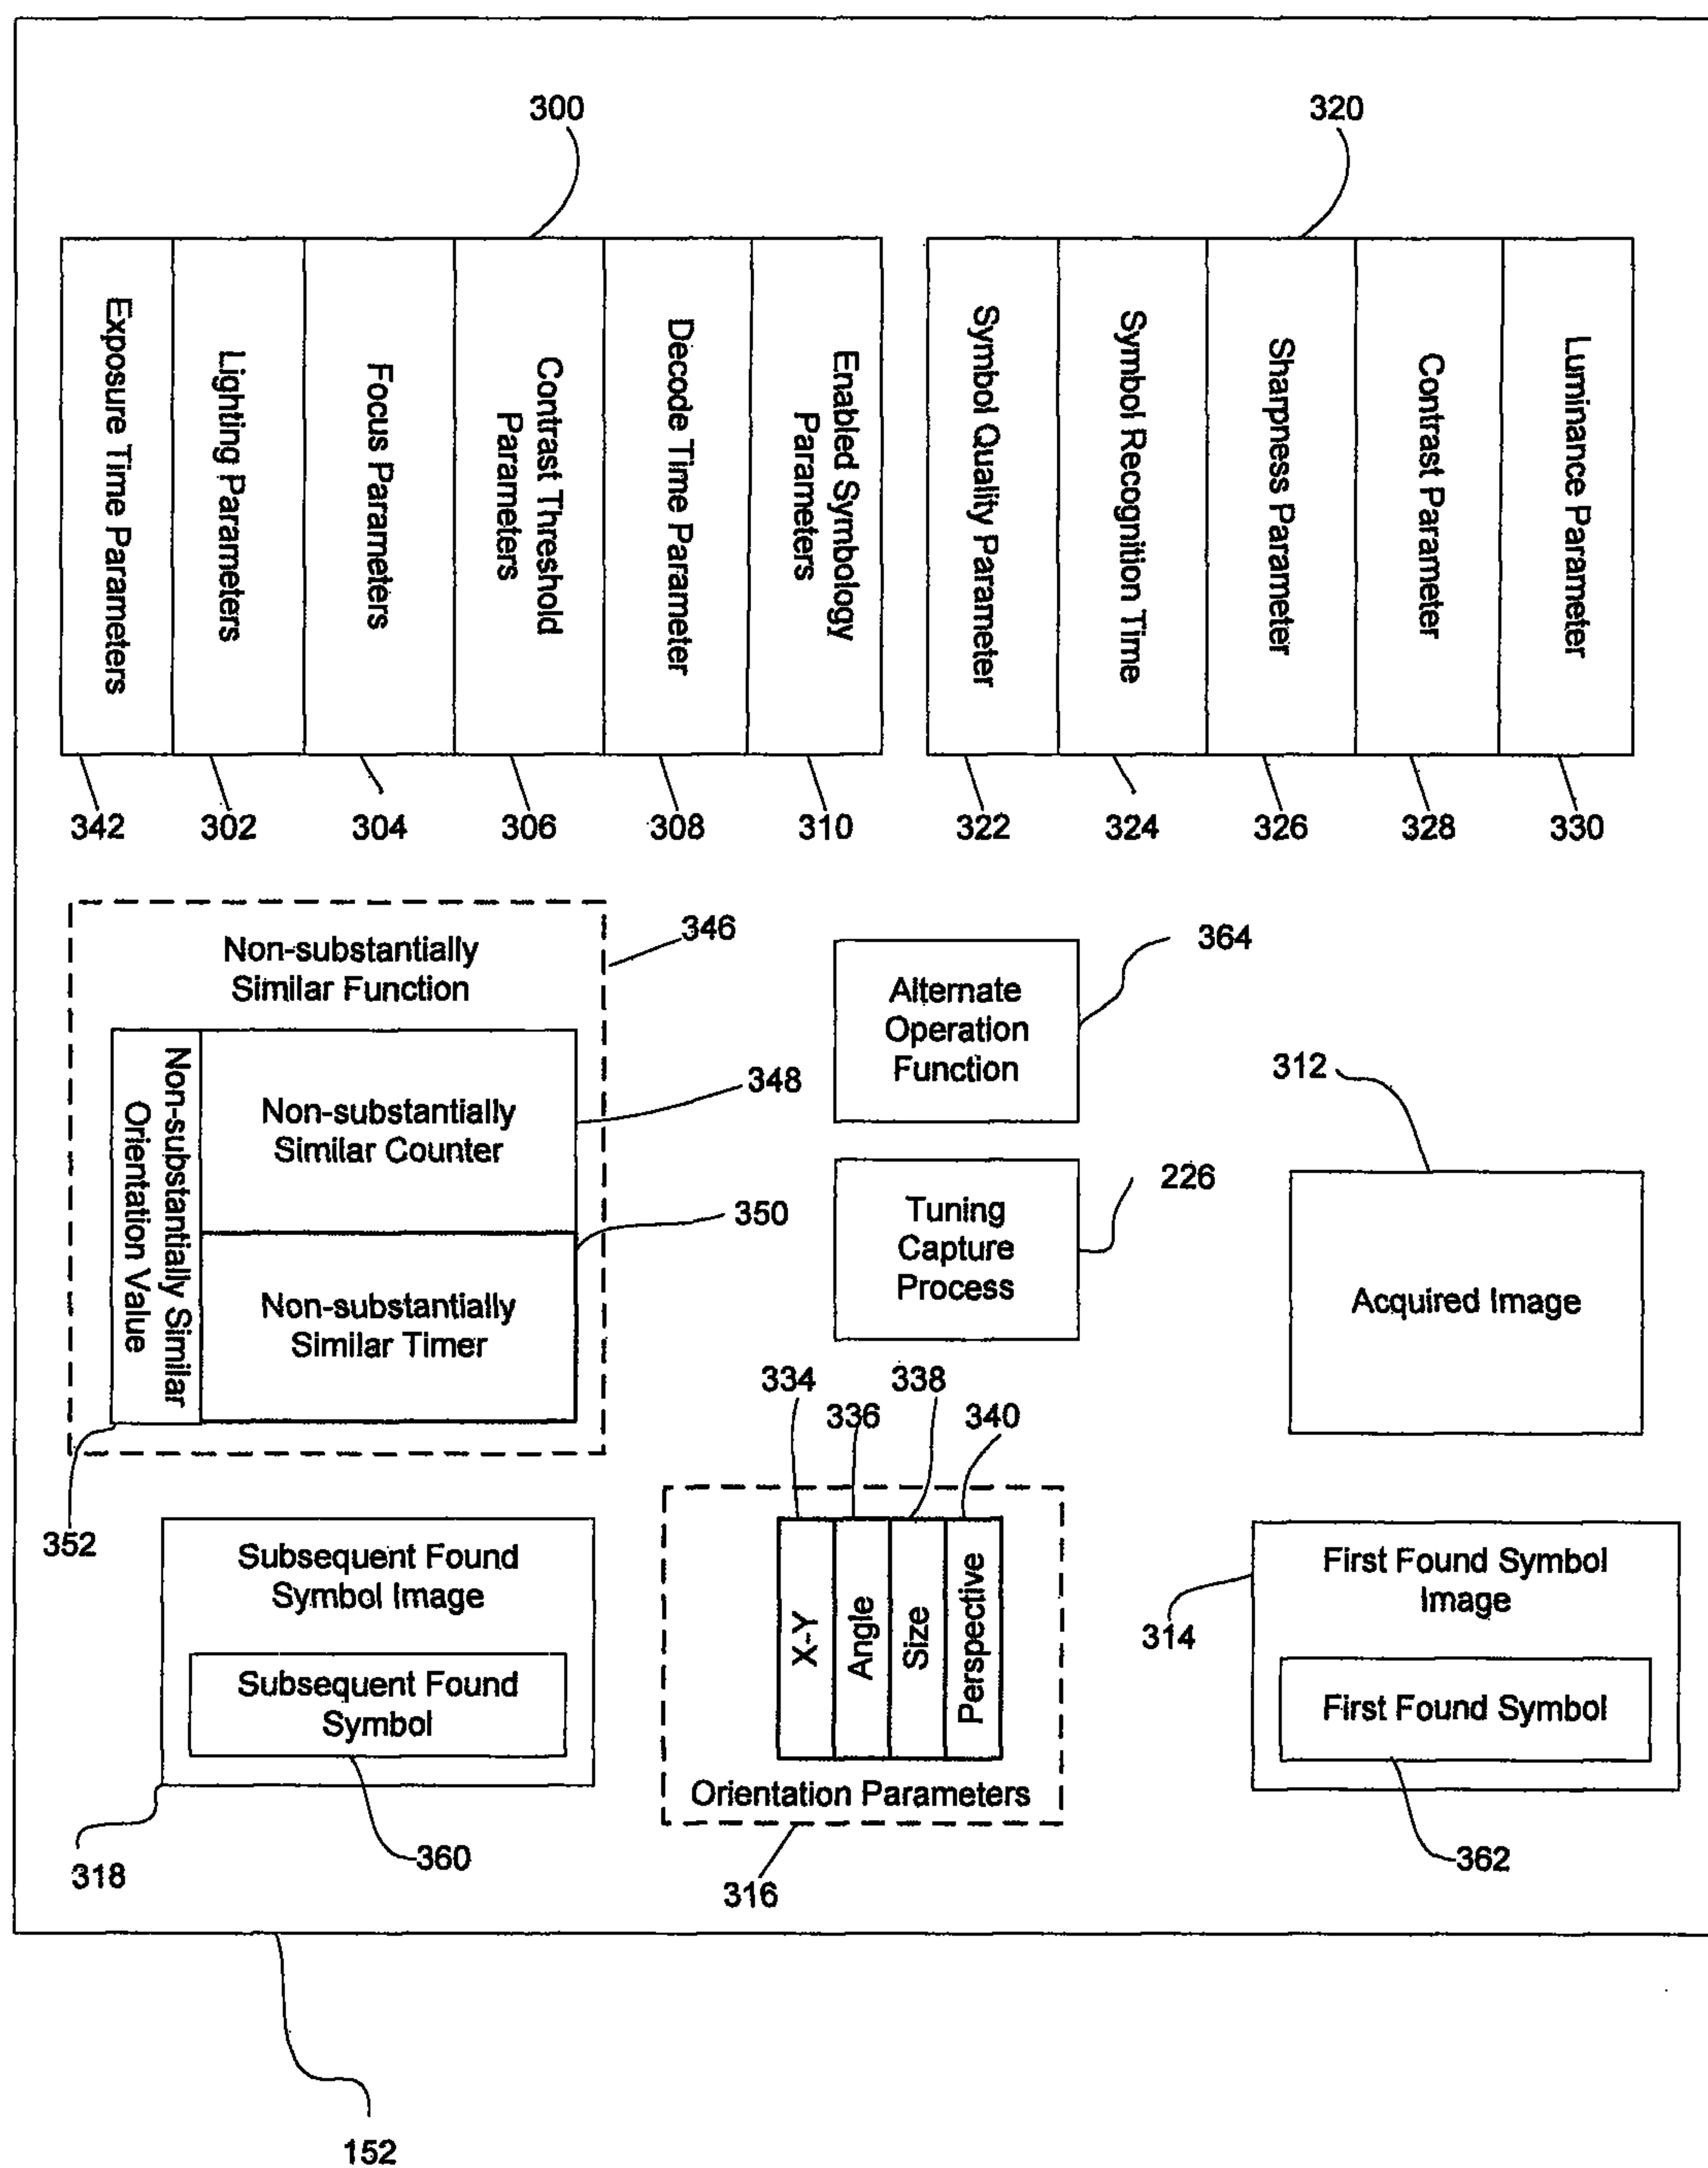 300
320
Exposure Time Parameters
Lighting Parameters
Focus Parameters
Contrast Threshold
Parameters
Decode Time Parameter
Enabled Symbology
Parameters
Symbol Quality Parameter
Symbol Recognition Time
Sharpness Parameter
Contrast Parameter
Luminance Parameter
342
302
304
306
308
310
322
324
326
328
330
Non-substantially
Similar Function
346
Non-substantially Similar
Orientation Value
Non-substantially
Similar Counter
348
Non-substantially
Similar Timer
350
352
Alternate
Operation
Function
364
Tuning
Capture
Process
226
312
Acquired Image
334
336
338
340
X-Y
Angle
Size
Perspective
Orientation Parameters
316
Subsequent Found
Symbol Image
Subsequent Found
Symbol
318
360
First Found Symbol
Image
First Found Symbol
314
362
152